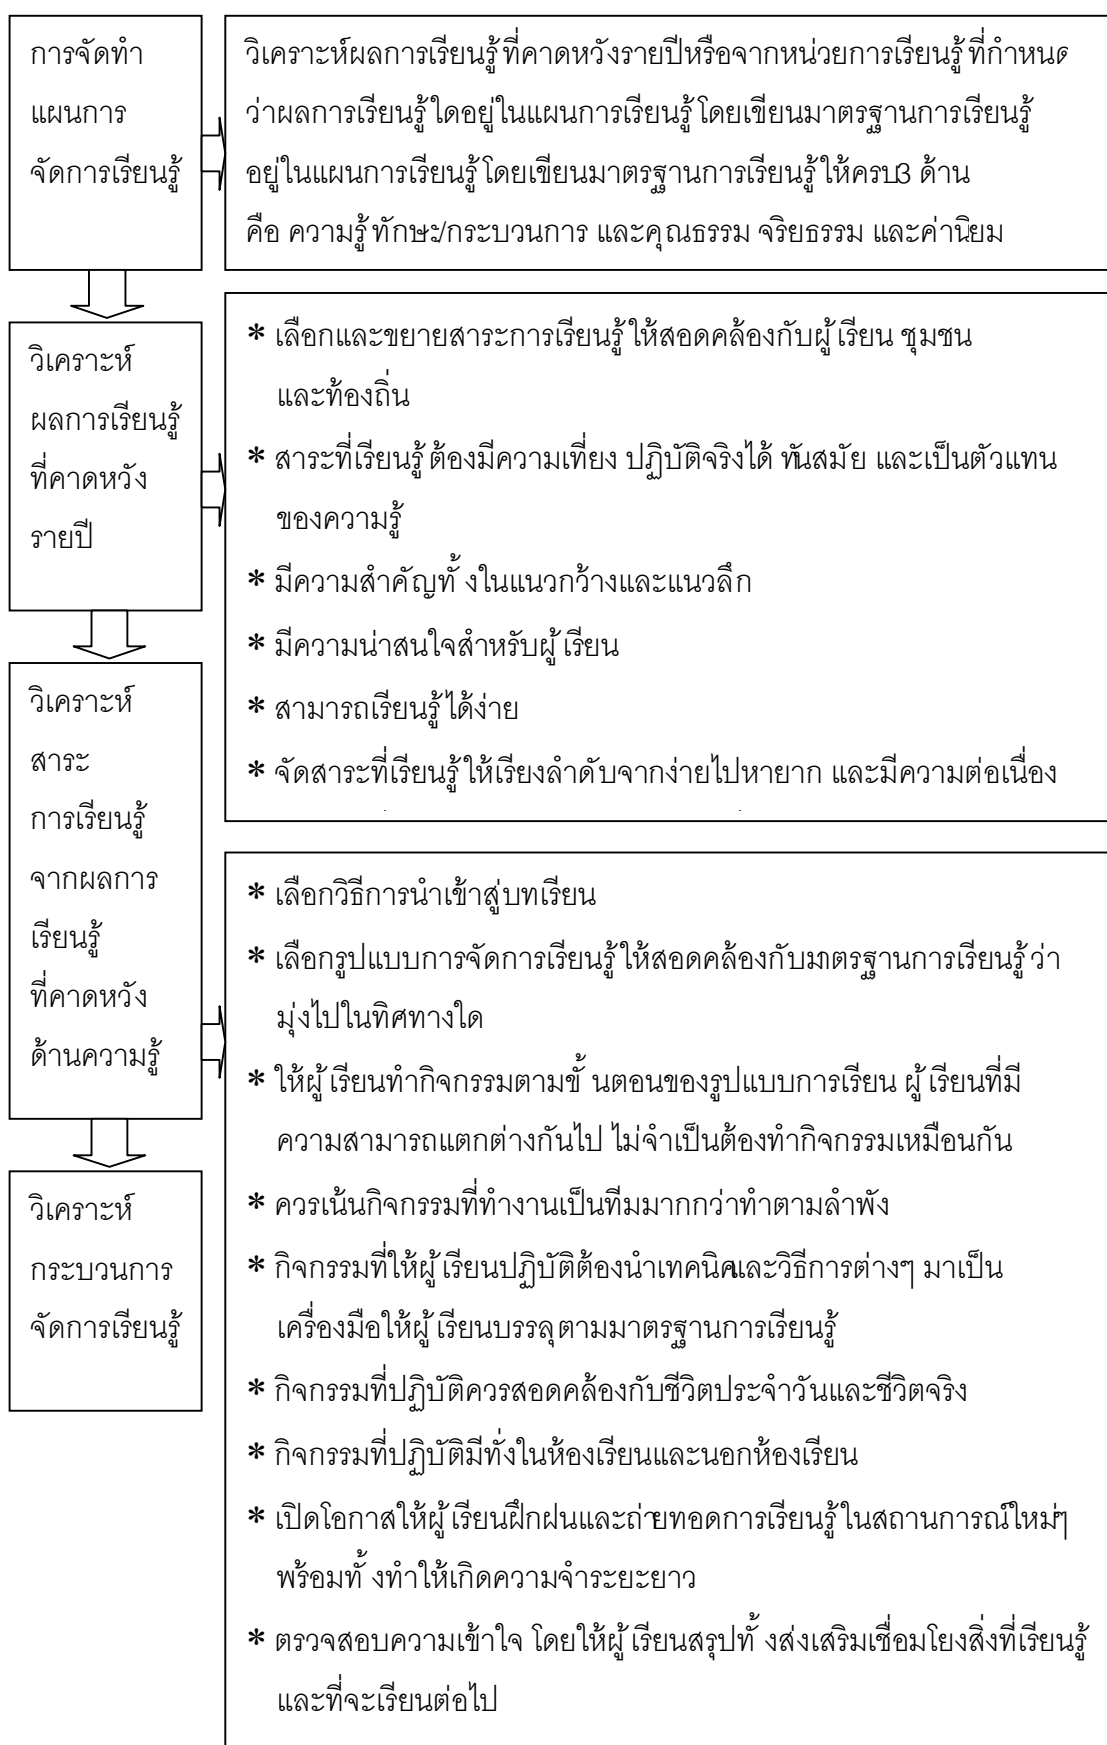 การจัดทำ
แผนการ
จัดการเรียนรู้
วิเคราะห์ผลการเรียนรู้ที่คาดหวังรายปีหรือจากหน่วยการเรียนรู้ที่กำหนด
ว่าผลการเรียนรู้ใดอยู่ในแผนการเรียนรู้โดยเขียนมาตรฐานการเรียนรู้
อยู่ในแผนการเรียนรู้โดยเขียนมาตรฐานการเรียนรู้ให้ครบ3 ด้าน
คือ ความรู้ ทักษะ/กระบวนการ และคุณธรรม จริยธรรม และค่านิยม
วิเคราะห์
ผลการเรียนรู้
ที่คาดหวัง
รายปี
* เลือกและขยายสาระการเรียนรู้ให้สอดคล้องกับผู้เรียน ชุมชน
และท้องถิ่น
* สาระที่เรียนรู้ต้องมีความเที่ยง ปฏิบัติจริงได้ ทันสมัย และเป็นตัวแทน
ของความรู้
* มีความสำคัญทั้งในแนวกว้างและแนวลึก
* มีความน่าสนใจสำหรับผู้เรียน
* สามารถเรียนรู้ได้ง่าย
* จัดสาระที่เรียนรู้ให้เรียงลำดับจากง่ายไปหายาก และมีความต่อเนื่อง
วิเคราะห์
สาระ
การเรียนรู้
จากผลการ
เรียนรู้
ที่คาดหวัง
ด้านความรู้
* เลือกวิธีการนำเข้าสู่บทเรียน
* เลือกรูปแบบการจัดการเรียนรู้ให้สอดคล้องกับมาตรฐานการเรียนรู้ว่า
มุ่งไปในทิศทางใด
* ให้ผู้เรียนทำกิจกรรมตามขั้นตอนของรูปแบบการเรียน ผู้เรียนที่มี
ความสามารถแตกต่างกันไป ไม่จำเป็นต้องทำกิจกรรมเหมือนกัน
* ควรเน้นกิจกรรมที่ทำงานเป็นทีมมากกว่าทำตามลำพัง
* กิจกรรมที่ให้ผู้เรียนปฏิบัติต้องนำเทคนิคและวิธีการต่างๆ มาเป็น
เครื่องมือให้ผู้เรียนบรรลุตามมาตรฐานการเรียนรู้
* กิจกรรมที่ปฏิบัติควรสอดคล้องกับชีวิตประจำวันและชีวิตจริง
* กิจกรรมที่ปฏิบัติมีทั่งในห้องเรียนและนอกห้องเรียน
* เปิดโอกาสให้ผู้เรียนฝึกฝนและถ่ายทอดการเรียนรู้ในสถานการณ์ใหม่ๆ
พร้อมทั้งทำให้เกิดความจำระยะยาว
* ตรวจสอบความเข้าใจ โดยให้ผู้เรียนสรุปทั้งส่งเสริมเชื่อมโยงสิ่งที่เรียนรู้
และที่จะเรียนต่อไป
วิเคราะห์
กระบวนการ
จัดการเรียนรู้